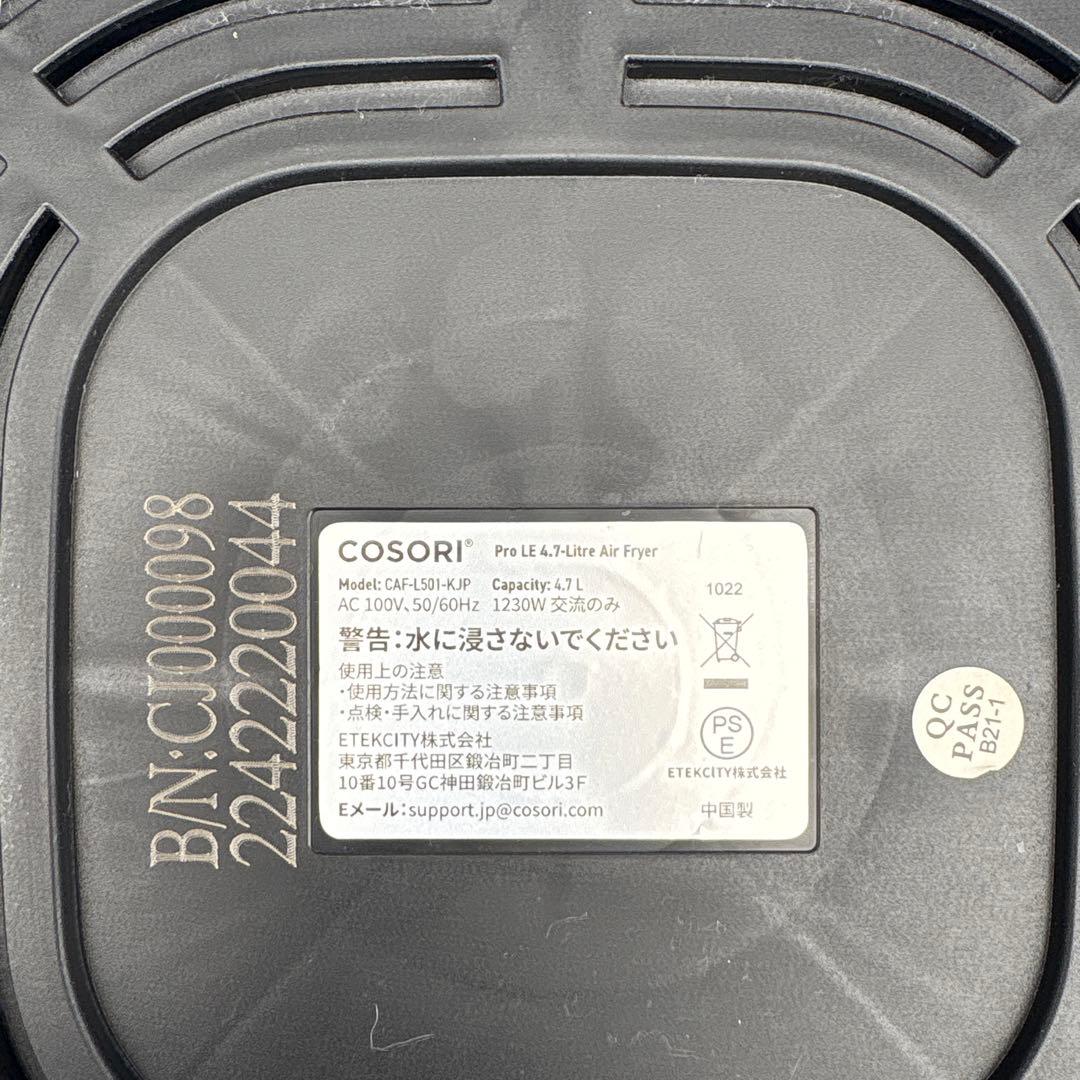 B/N:CJ000098
2242220044
COSORI® Pro LE 4.7-Litre Air Fryer
Model: CAF-L501-KJP Capacity: 4.7 L
AC 100V、50/60Hz 1230W 交流のみ
警告：水に浸さないでください
使用上の注意
・使用方法に関する注意事項
・点検・手入れに関する注意事項
ETEKCITY株式会社
東京都千代田区鍛冶町二丁目
10番10号GC神田鍛冶町ビル3F
Eメール：support.jp@cosori.com
1022
PS
E
ETEKCITY株式会社
中国製
QC
PASS
B21-1